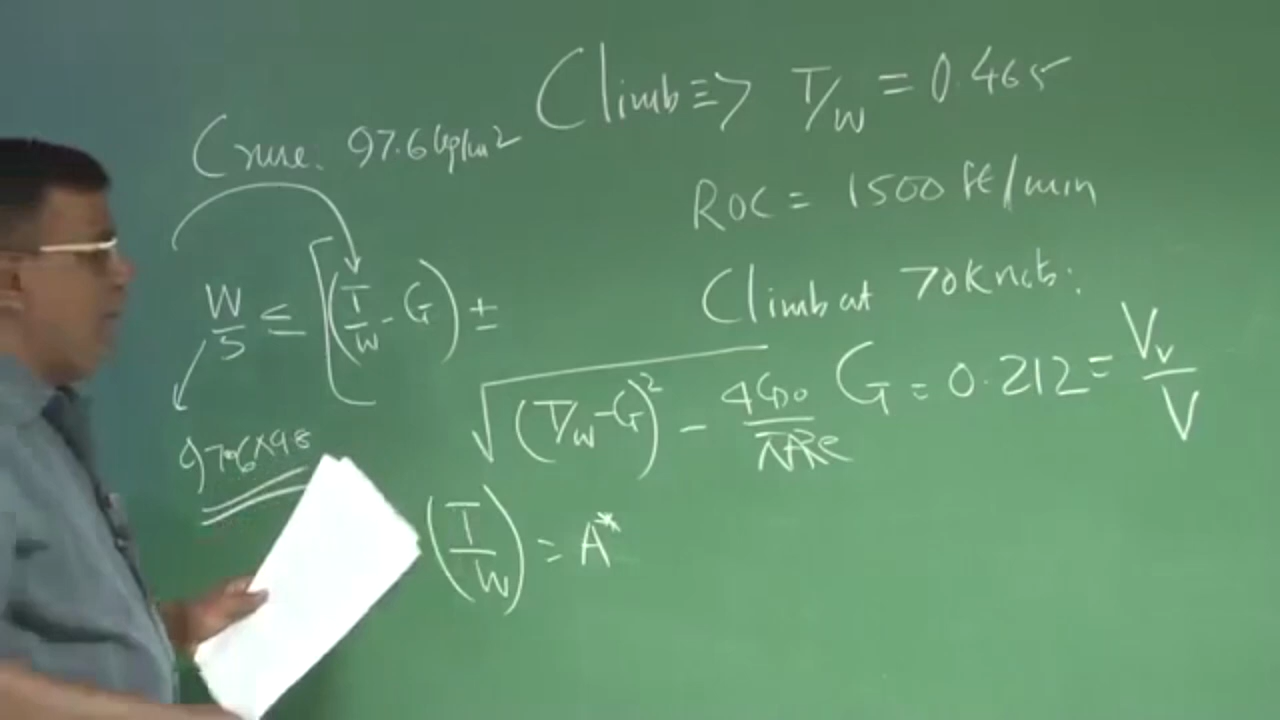 Climb ≡> T/W = 0.465
Cruse. 97.6 kg/m2
ROC = 1500 ft/min
Climb at 70 Knots:
W/S ≤ [(T/W - G) ±
√(T/W - G)² - 4CD0/πARe
G = 0.212 = Vv/V
97.6×9.8
(T/W) = A*